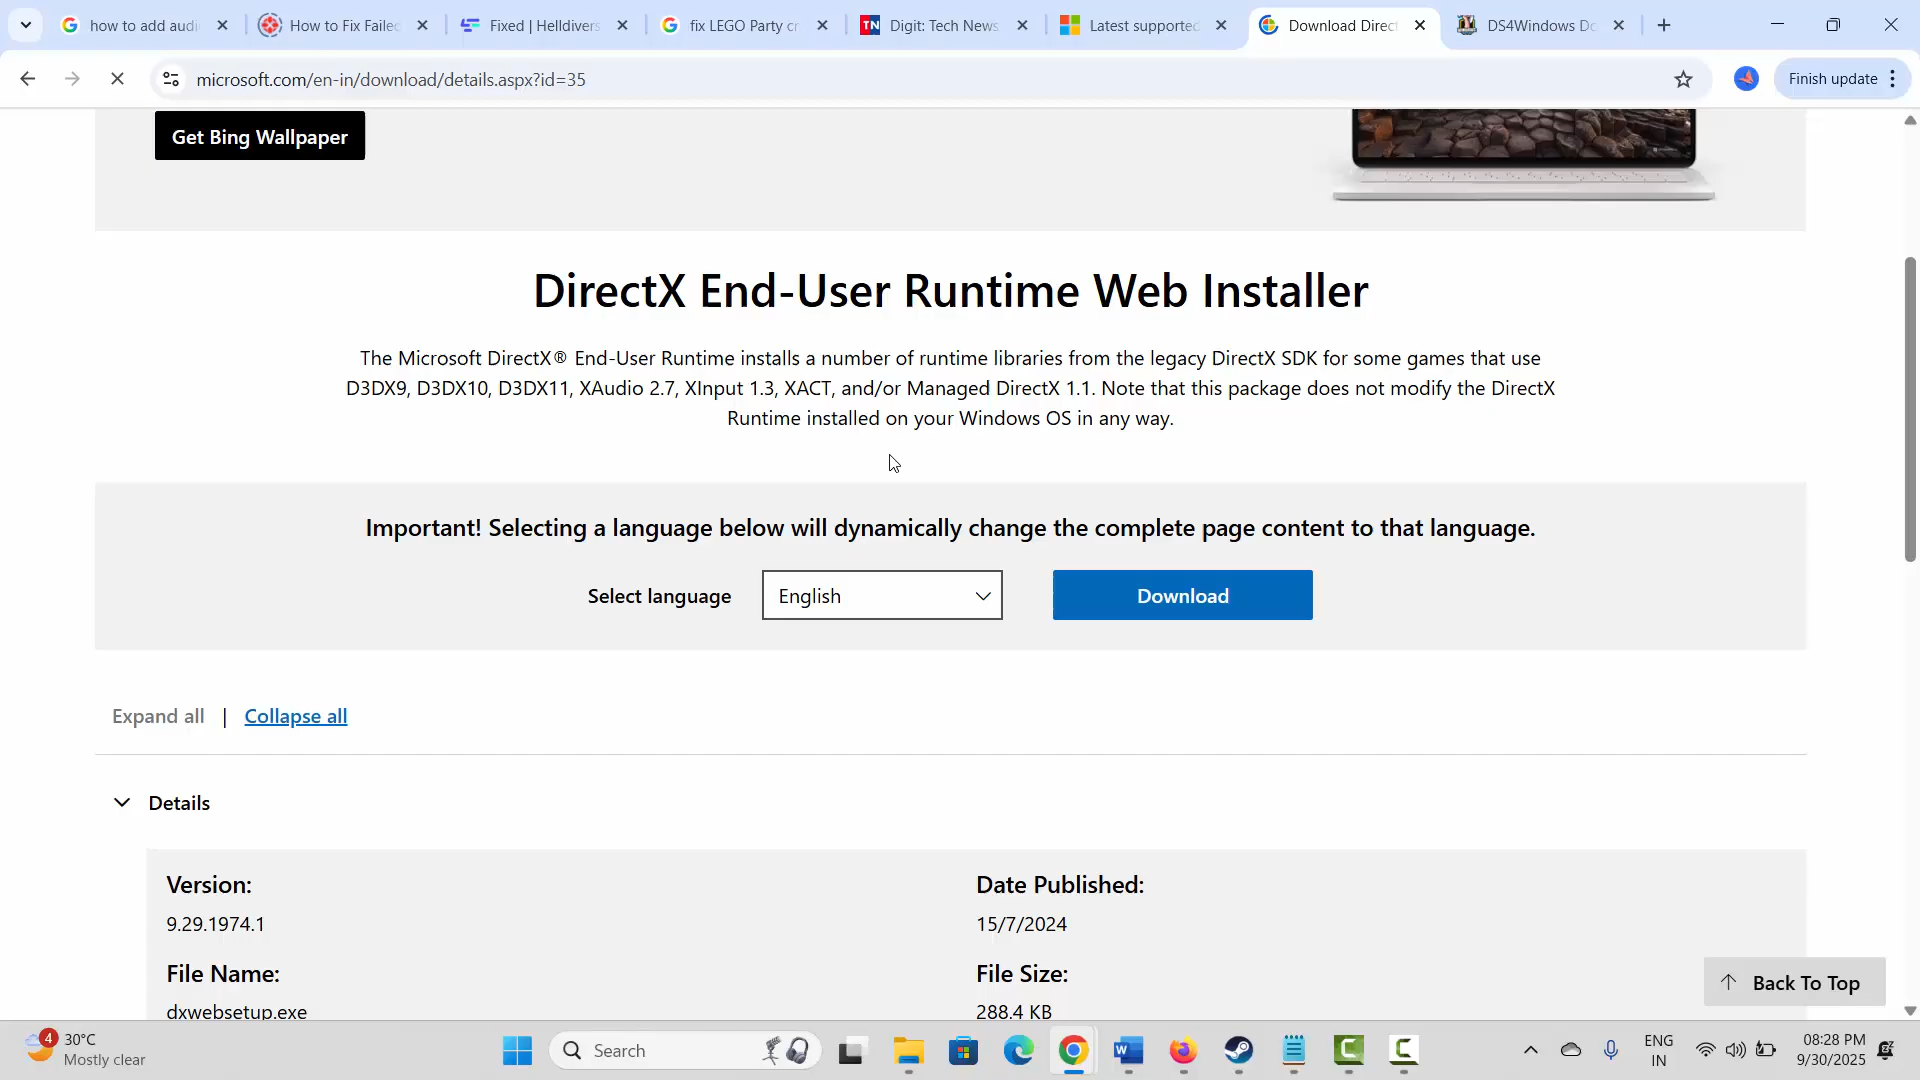 how to add audi
How to Fix Failed
Fixed | Helldivers
fix LEGO Party cr
Digit: Tech News
Latest supported
Download Direct
DS4Windows Do
microsoft.com/en-in/download/details.aspx?id=35
Finish update
Get Bing Wallpaper
DirectX End-User Runtime Web Installer
The Microsoft DirectX® End-User Runtime installs a number of runtime libraries from the legacy DirectX SDK for some games that use
D3DX9, D3DX10, D3DX11, XAudio 2.7, XInput 1.3, XACT, and/or Managed DirectX 1.1. Note that this package does not modify the DirectX
Runtime installed on your Windows OS in any way.
Important! Selecting a language below will dynamically change the complete page content to that language.
Select language
English
Download
Expand all | Collapse all
Details
Version:
9.29.1974.1
Date Published:
15/7/2024
File Name:
dxwebsetup.exe
File Size:
288.4 KB
Back To Top
4
30°C
Mostly clear
Search
ENG
IN
08:28 PM
9/30/2025